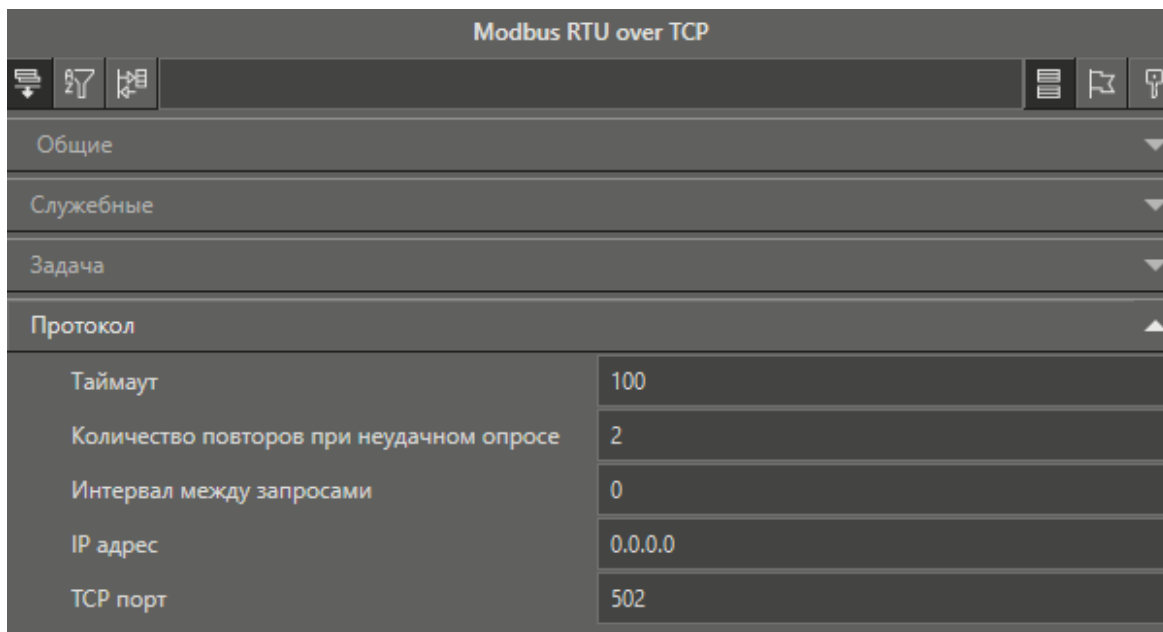 Modbus RTU over TCP
Общие
Служебные
Задача
Протокол
Таймаут 100
Количество повторов при неудачном опросе 2
Интервал между запросами 0
IP адрес 0.0.0.0
TCP порт 502